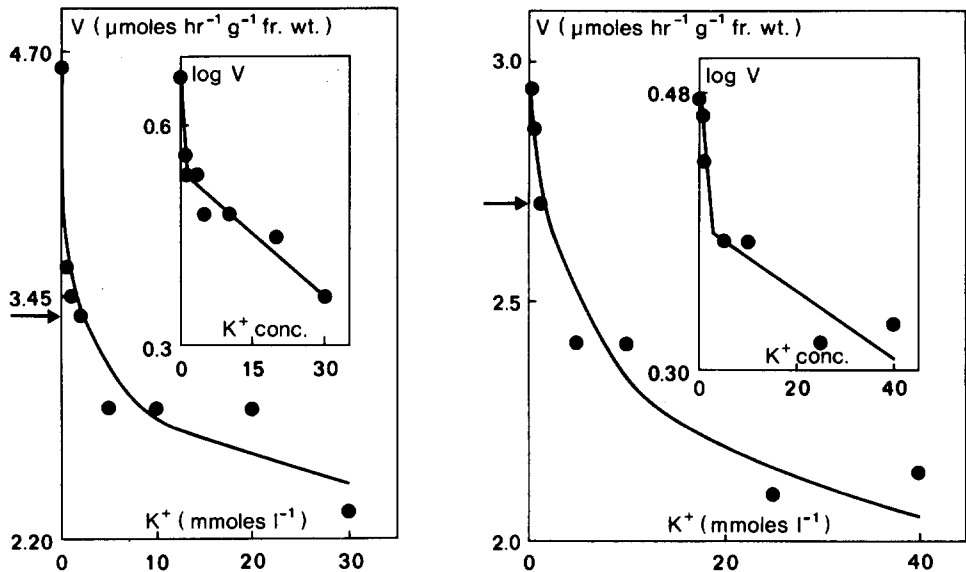 V (µmoles hr⁻¹ g⁻¹ fr. wt.)
4.70
log V
0.6
3.45
K⁺ conc.
0.3
0 15 30
K⁺ (mmoles l⁻¹)
2.20
0 10 20 30
V (µmoles hr⁻¹ g⁻¹ fr. wt.)
3.0
log V
0.48
2.5
K⁺ conc.
0.30
0 20 40
K⁺ (mmoles l⁻¹)
2.0
0 20 40